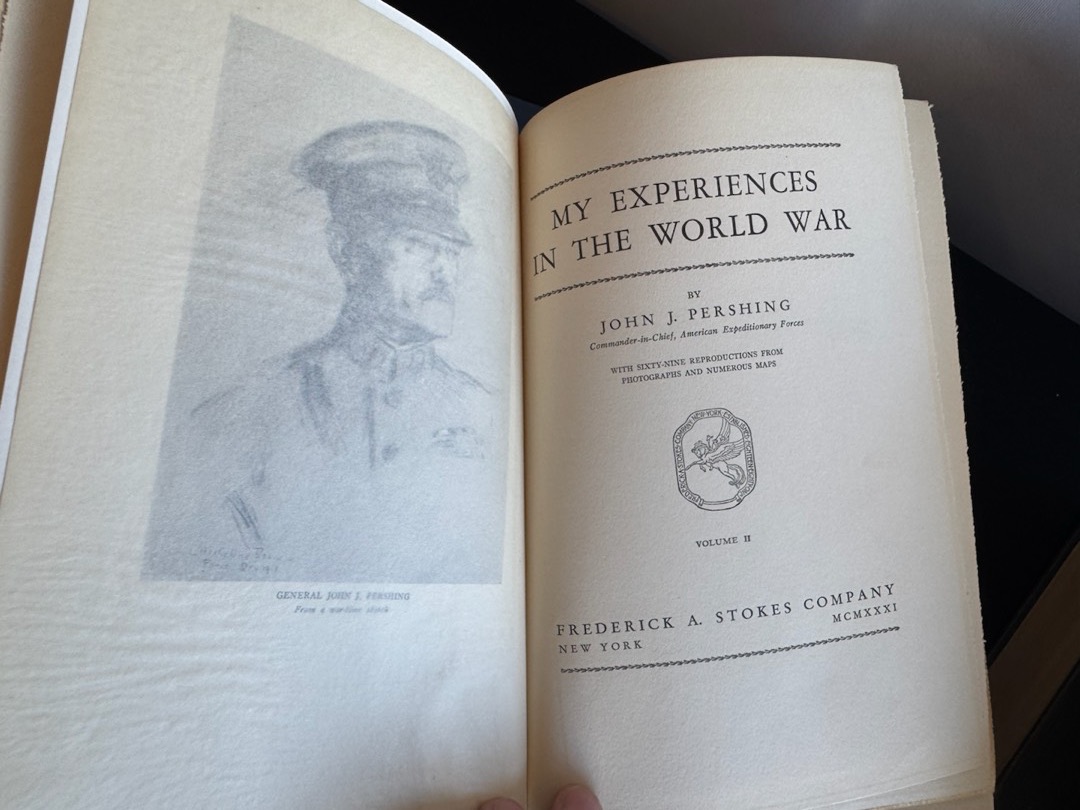 GENERAL JOHN J. PERSHING
From a war-time sketch
MY EXPERIENCES
IN THE WORLD WAR
BY
JOHN J. PERSHING
Commander-in-Chief, American Expeditionary Forces
WITH SIXTY-NINE REPRODUCTIONS FROM
PHOTOGRAPHS AND NUMEROUS MAPS
VOLUME II
FREDERICK A. STOKES COMPANY
NEW YORK
MCMXXXI